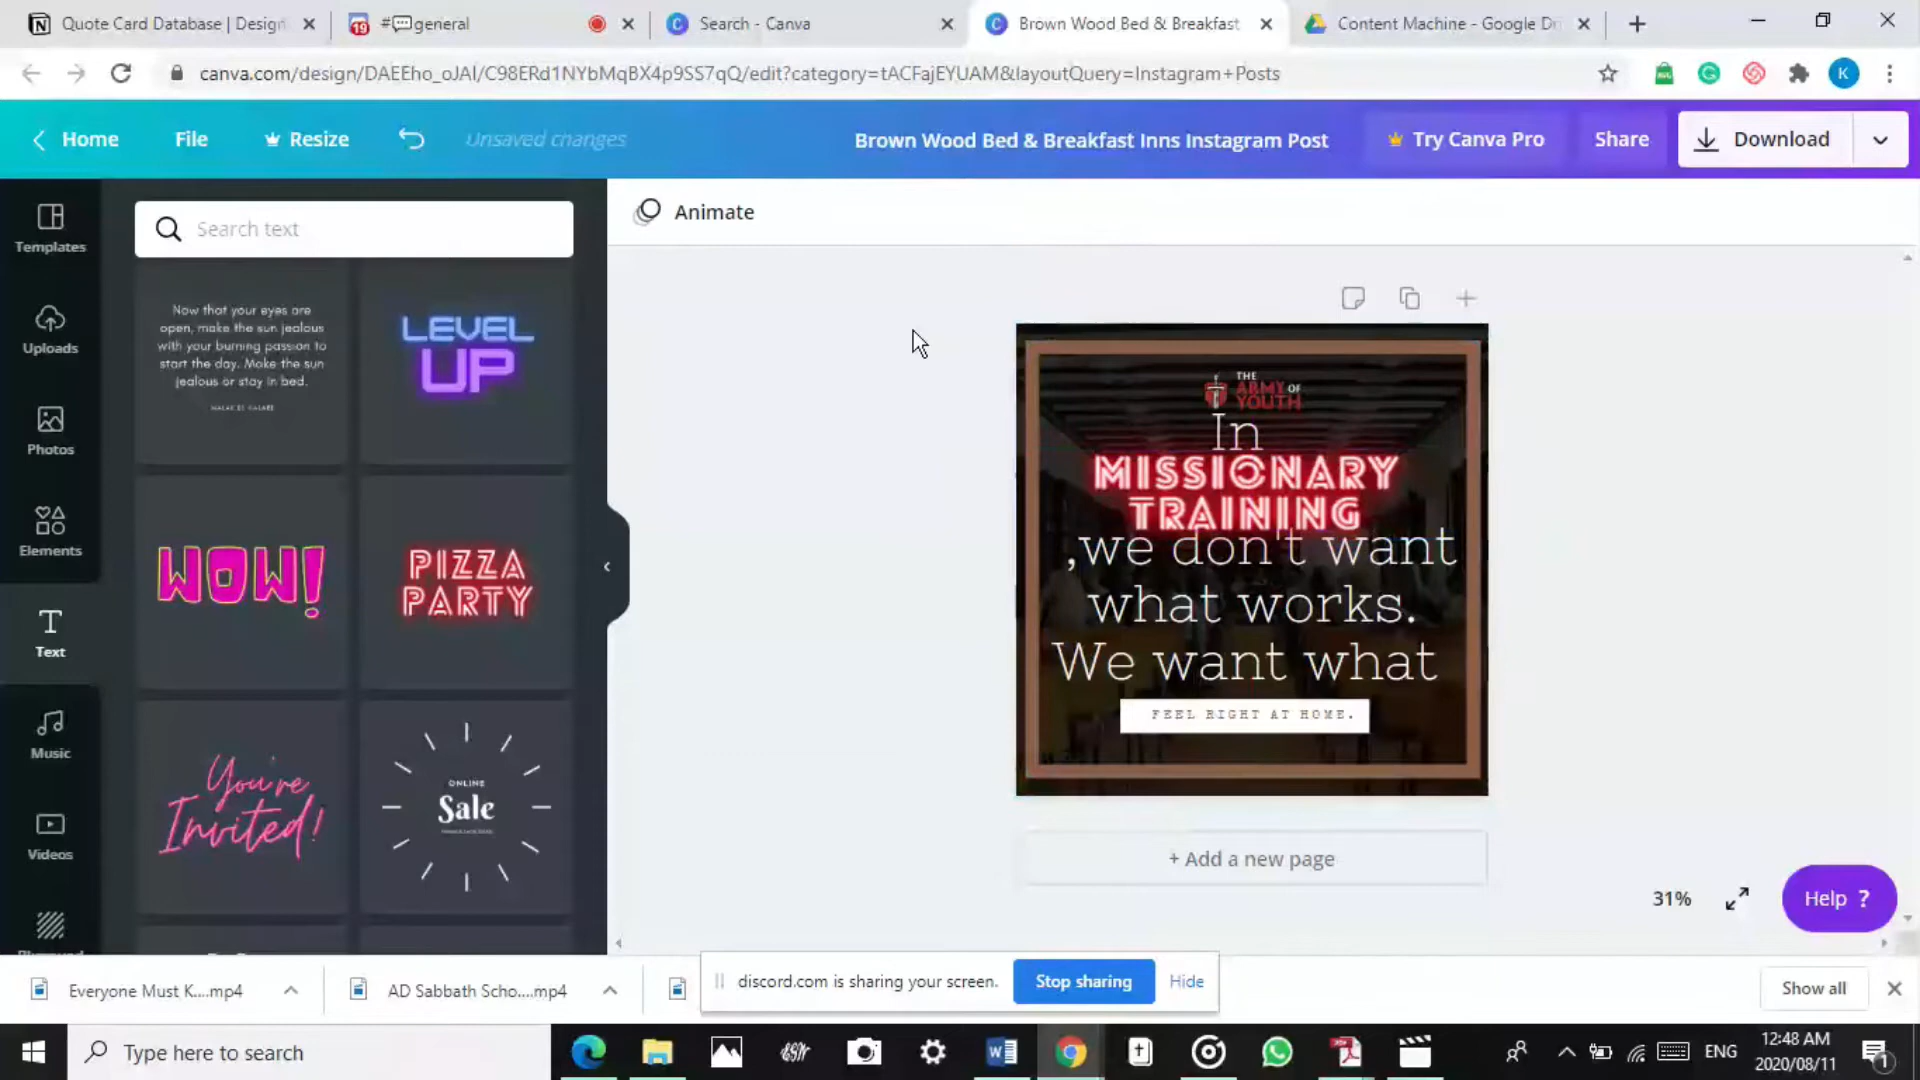 Quote Card Database | Design
#💬general
Search - Canva
Brown Wood Bed & Breakfast
Content Machine - Google Dri
canva.com/design/DAEEho_oJAI/C98ERd1NYbMqBX4p9SS7qQ/edit?category=tACFajEYUAM&layoutQuery=Instagram+Posts
K
Home
File
Resize
Unsaved changes
Brown Wood Bed & Breakfast Inns Instagram Post
Try Canva Pro
Share
Download
Templates
Uploads
Photos
Elements
Text
Music
Videos
Search text
Now that your eyes are
open, make the sun jealous
with your burning passion to
start the day. Make the sun
jealous or stay in bed.
LEVEL
UP
WOW!
PIZZA
PARTY
You're
Invited!
ONLINE
Sale
Animate
THE
ARMY OF
YOUTH
In
MISSIONARY
TRAINING
,we don't want
what works.
We want what
FEEL RIGHT AT HOME.
+ Add a new page
31%
Help ?
Everyone Must K....mp4
AD Sabbath Scho....mp4
discord.com is sharing your screen.
Stop sharing
Hide
Show all
Type here to search
ENG
12:48 AM
2020/08/11
1